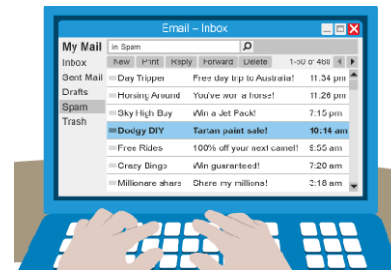 Email – Inbox
My Mail in Spam
Inbox New Print Reply Forward Delete 1-50 of 468
Sent Mail Day Tripper Free day trip to Australia! 11:34 pm
Drafts Horsing Around You've won a horse! 11:26 pm
Spam Sky High Buy Win a Jet Pack! 7:15 pm
Trash Dodgy DIY Tartan paint sale! 10:14 am
Free Rides 100% off your next camel! 9:55 am
Crazy Bingo Win guaranteed! 7:20 am
Millionare share Share my millions! 3:18 am